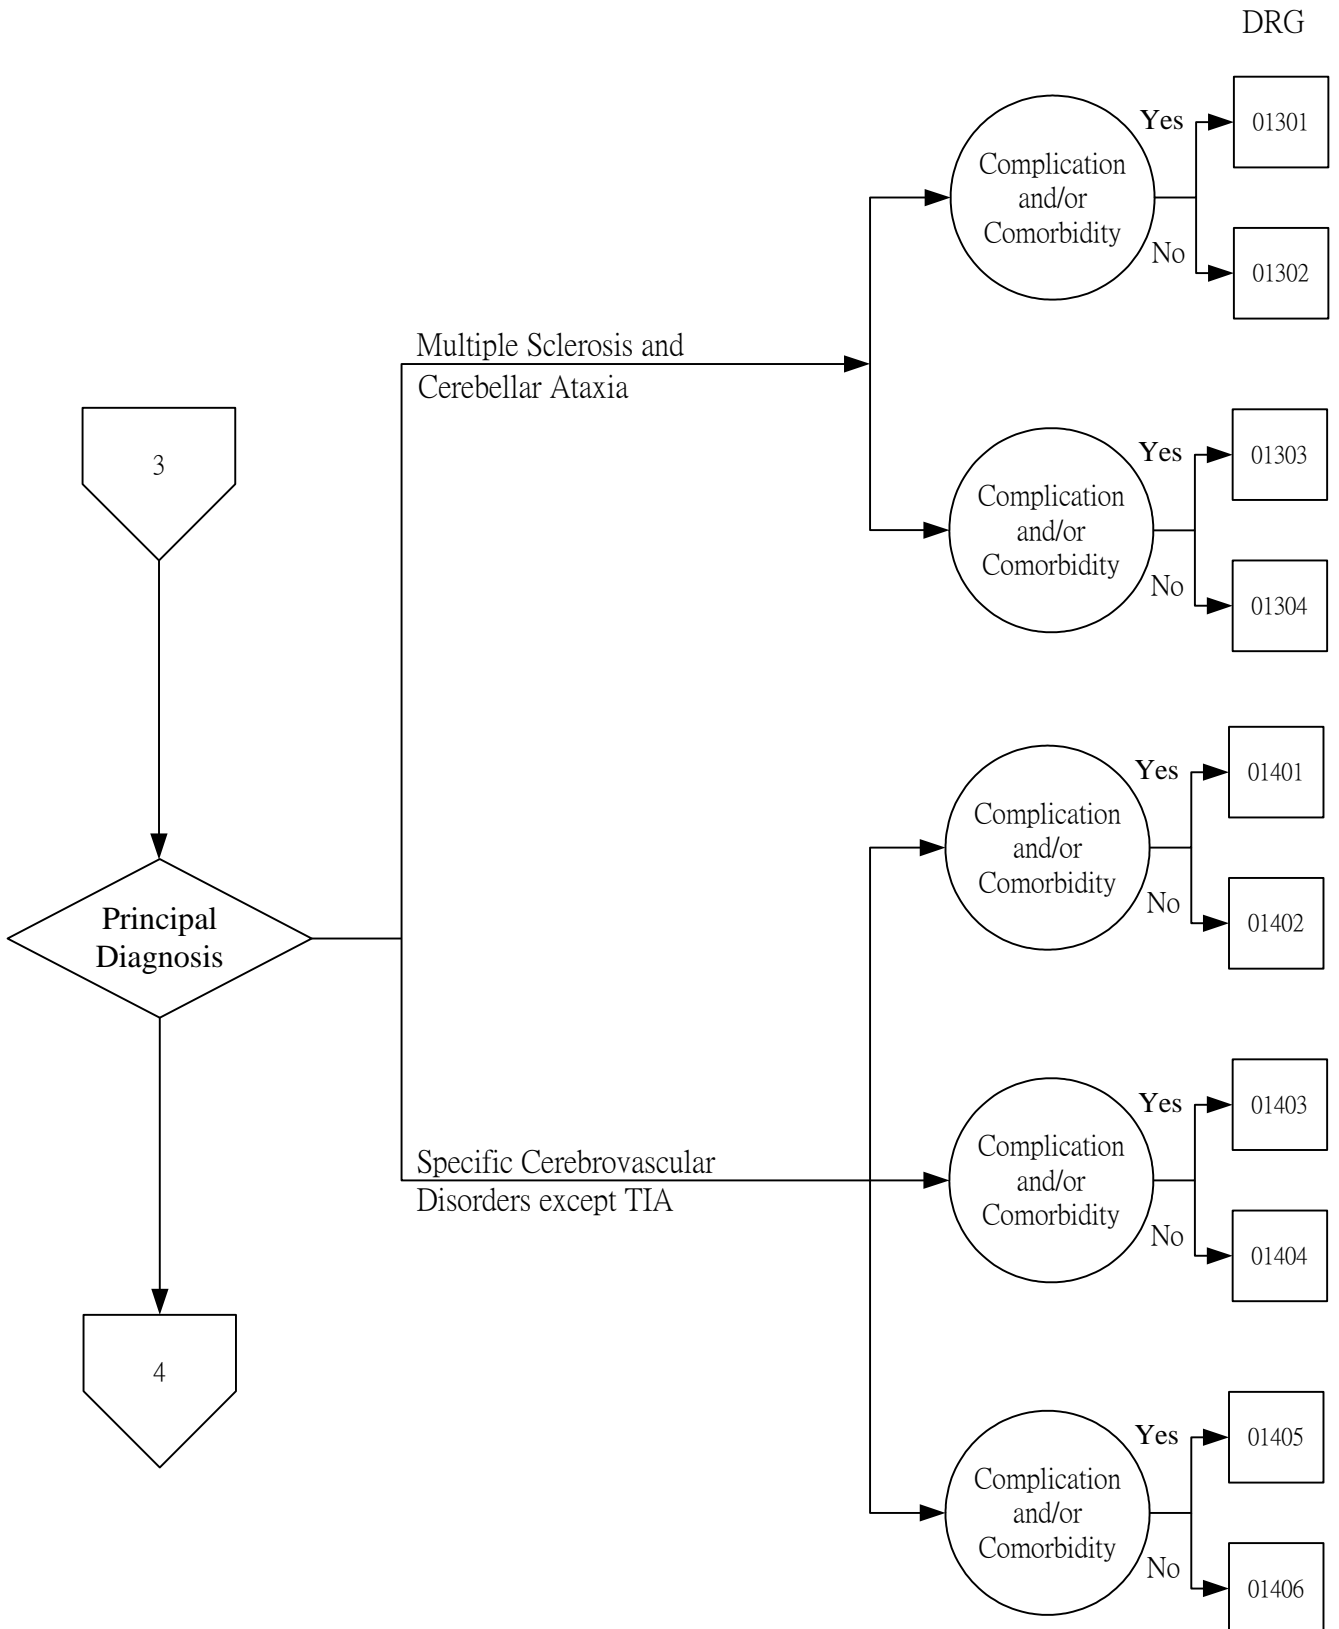 DRG
Yes
01301
Complication
and/or
Comorbidity
No
01302
Multiple Sclerosis and
Cerebellar Ataxia
3
Yes
01303
Complication
and/or
Comorbidity
No
01304
Yes
01401
Complication
and/or
Comorbidity
No
01402
Principal
Diagnosis
Yes
01403
Complication
and/or
Comorbidity
No
01404
Specific Cerebrovascular
Disorders except TIA
4
Yes
01405
Complication
and/or
Comorbidity
No
01406